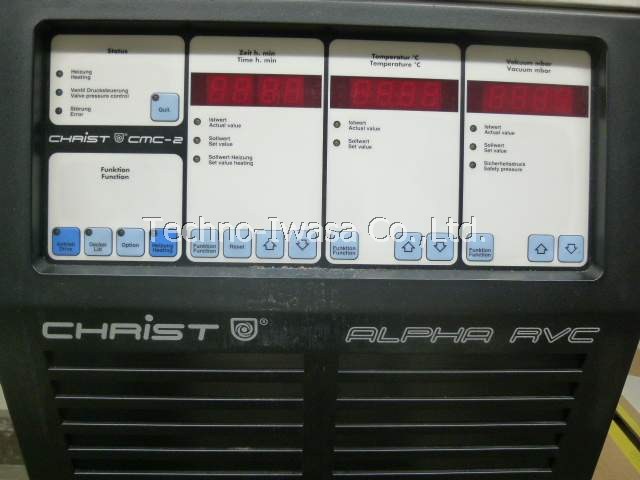 Status
Heizung
Heating
Ventil Drucksteuerung
Valve pressure control
Störung
Error
Quit.
CHRIST ® CMC-2
Funktion
Function
Antrieb
Drive
Deckel
Lid
Option
Heizung
Heating
Zeit h. min
Time h. min
Istwert
Actual value
Sollwert
Set value
Sollwert-Heizung
Set value heating
Funktion
Function
Reset
Temperatur °C
Temperature °C
Istwert
Actual value
Sollwert
Set value
Funktion
Function
Vakuum mbar
Vacuum mbar
Istwert
Actual value
Sollwert
Set value
Sicherheitsdruck
Safety pressure
Funktion
Function
Techno-Iwasa Co.,Ltd.
CHRIST ®
ALPHA RVC